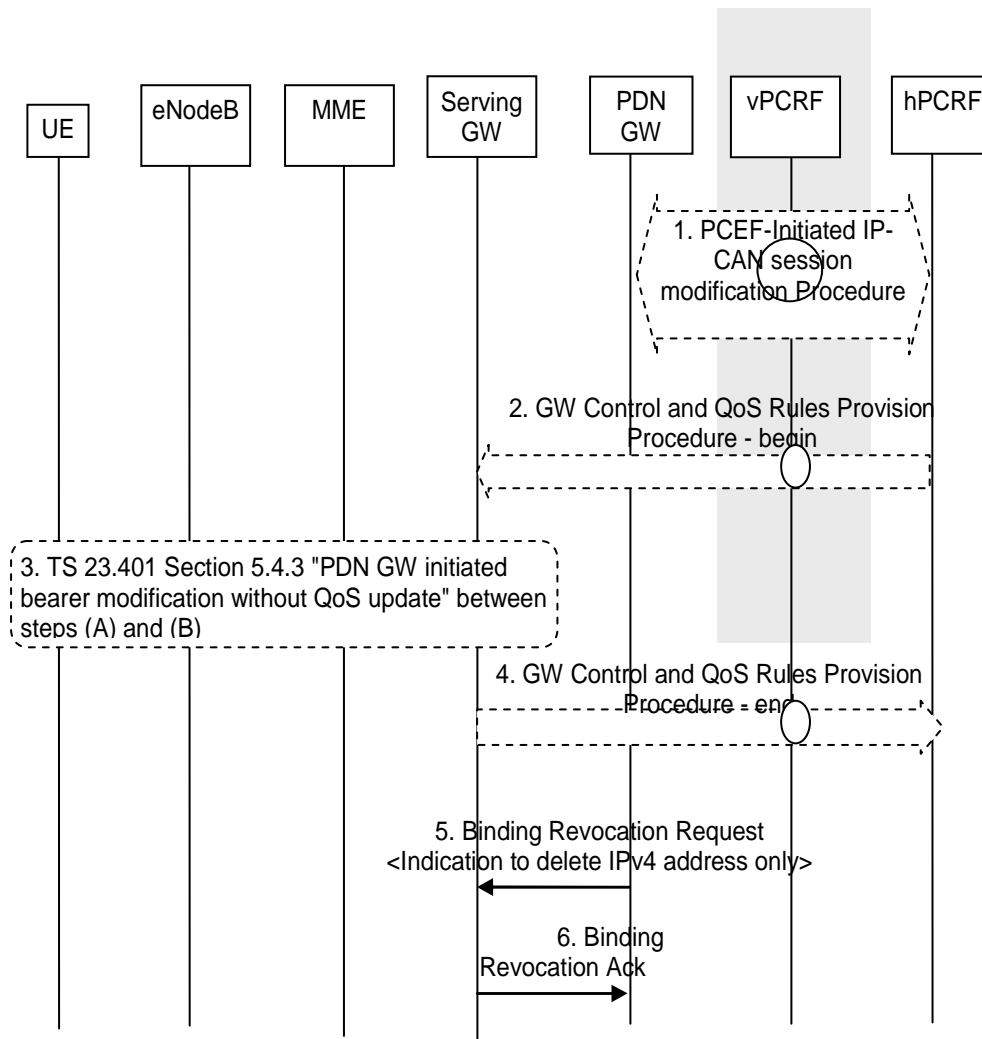 UE
eNodeB
MME
Serving
GW
PDN
GW
vPCRF
hPCRF
1. PCEF-Initiated IP-
CAN session
modification Procedure
2. GW Control and QoS Rules Provision
Procedure - begin
3. TS 23.401 Section 5.4.3 "PDN GW initiated
bearer modification without QoS update" between
steps (A) and (B)
4. GW Control and QoS Rules Provision
Procedure - end
5. Binding Revocation Request
<Indication to delete IPv4 address only>
6. Binding
Revocation Ack